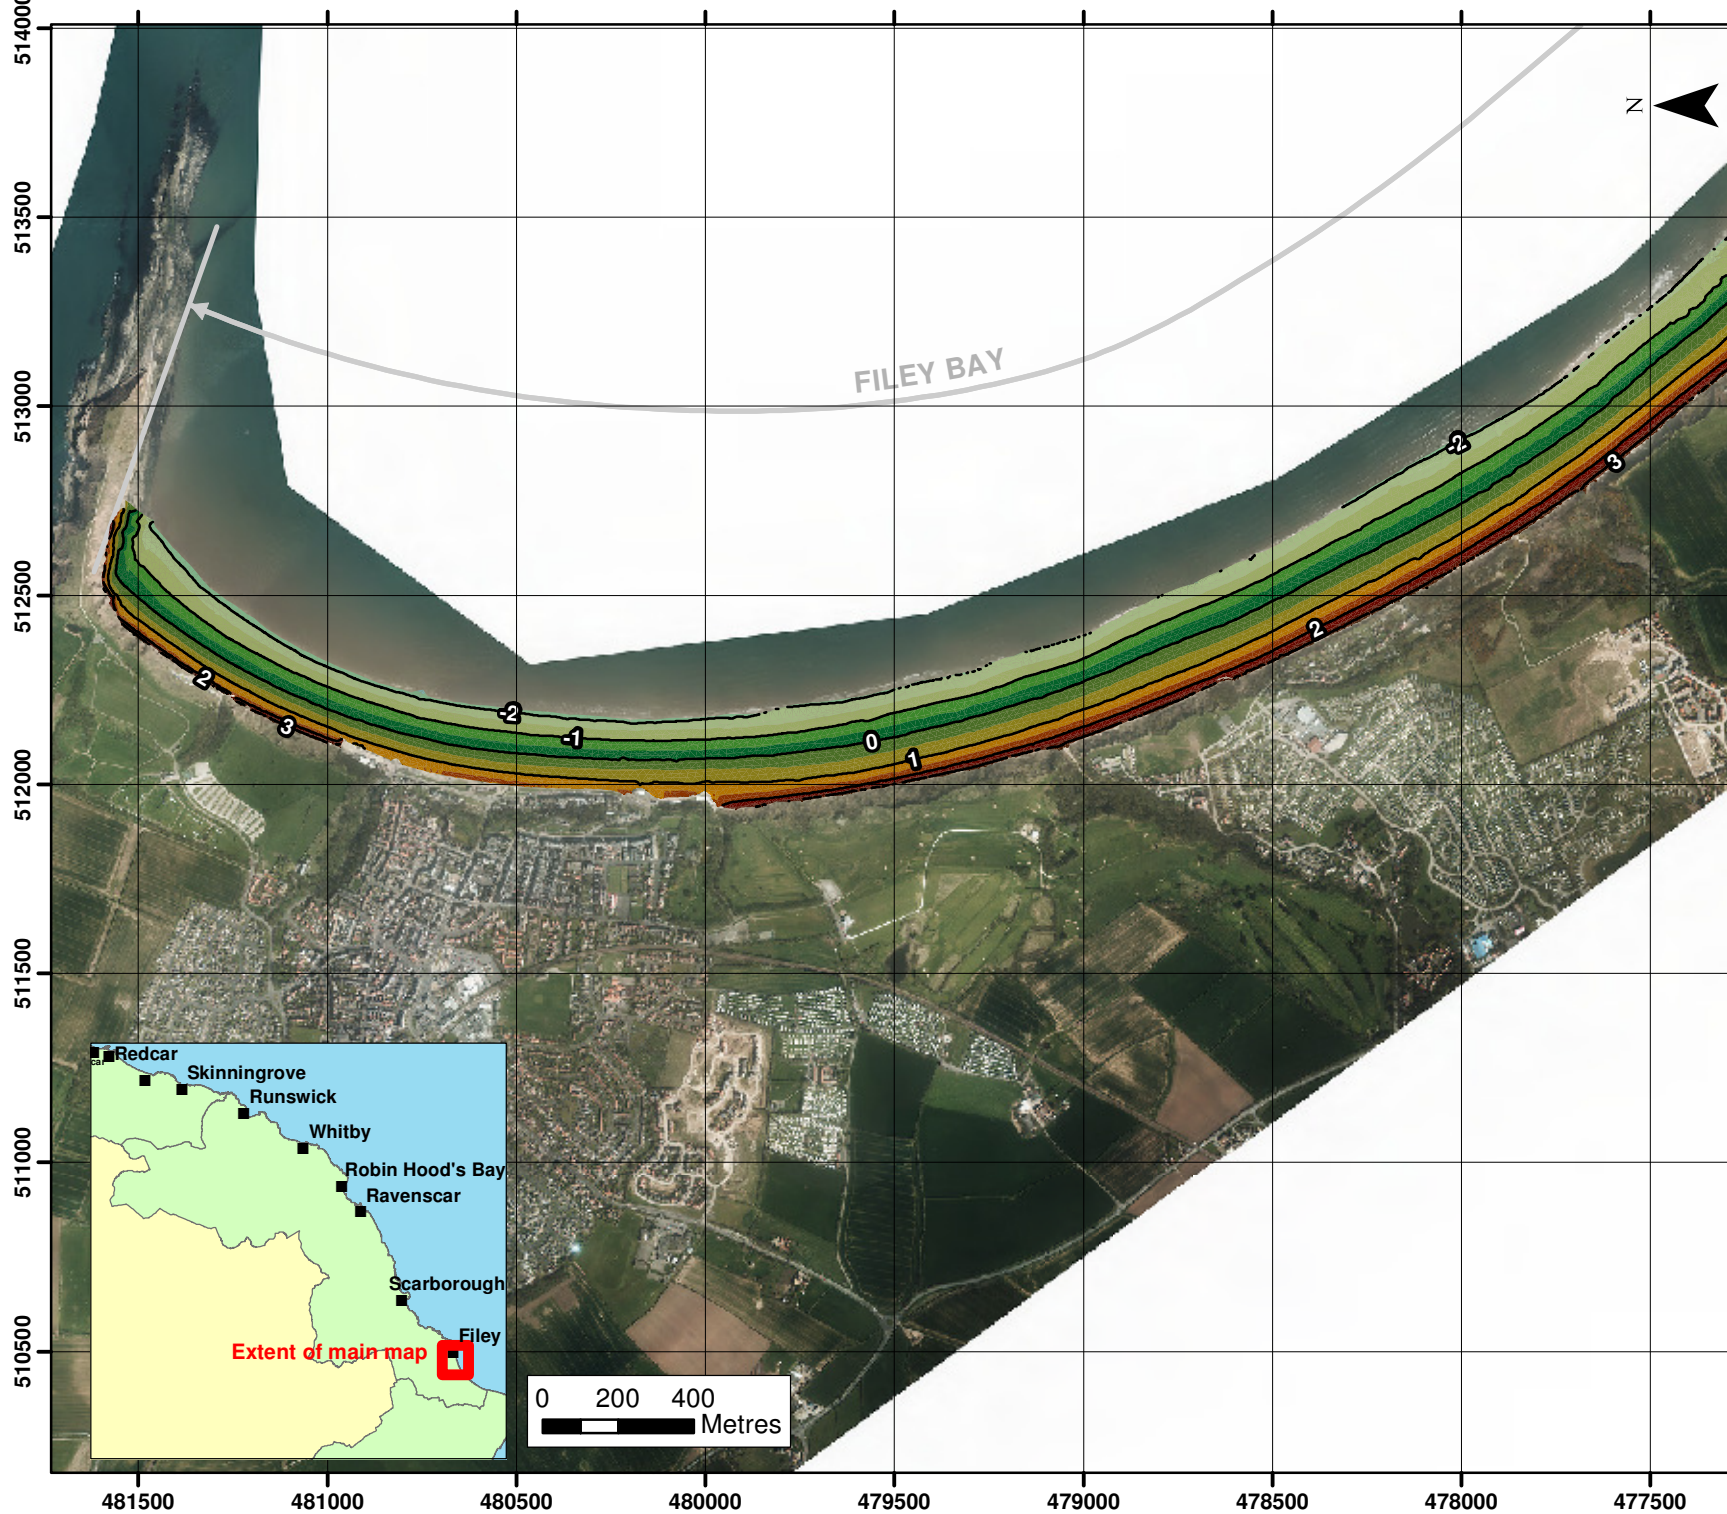 514000
513500
513000
512500
512000
511500
511000
510500
N
FILEY BAY
-2
3
2
2
3
-2
-1
0
1
Redcar
car
Skinningrove
Runswick
Whitby
Robin Hood's Bay
Ravenscar
Scarborough
Filey
Extent of main map
0 200 400
Metres
481500 481000 480500 480000 479500 479000 478500 478000 477500